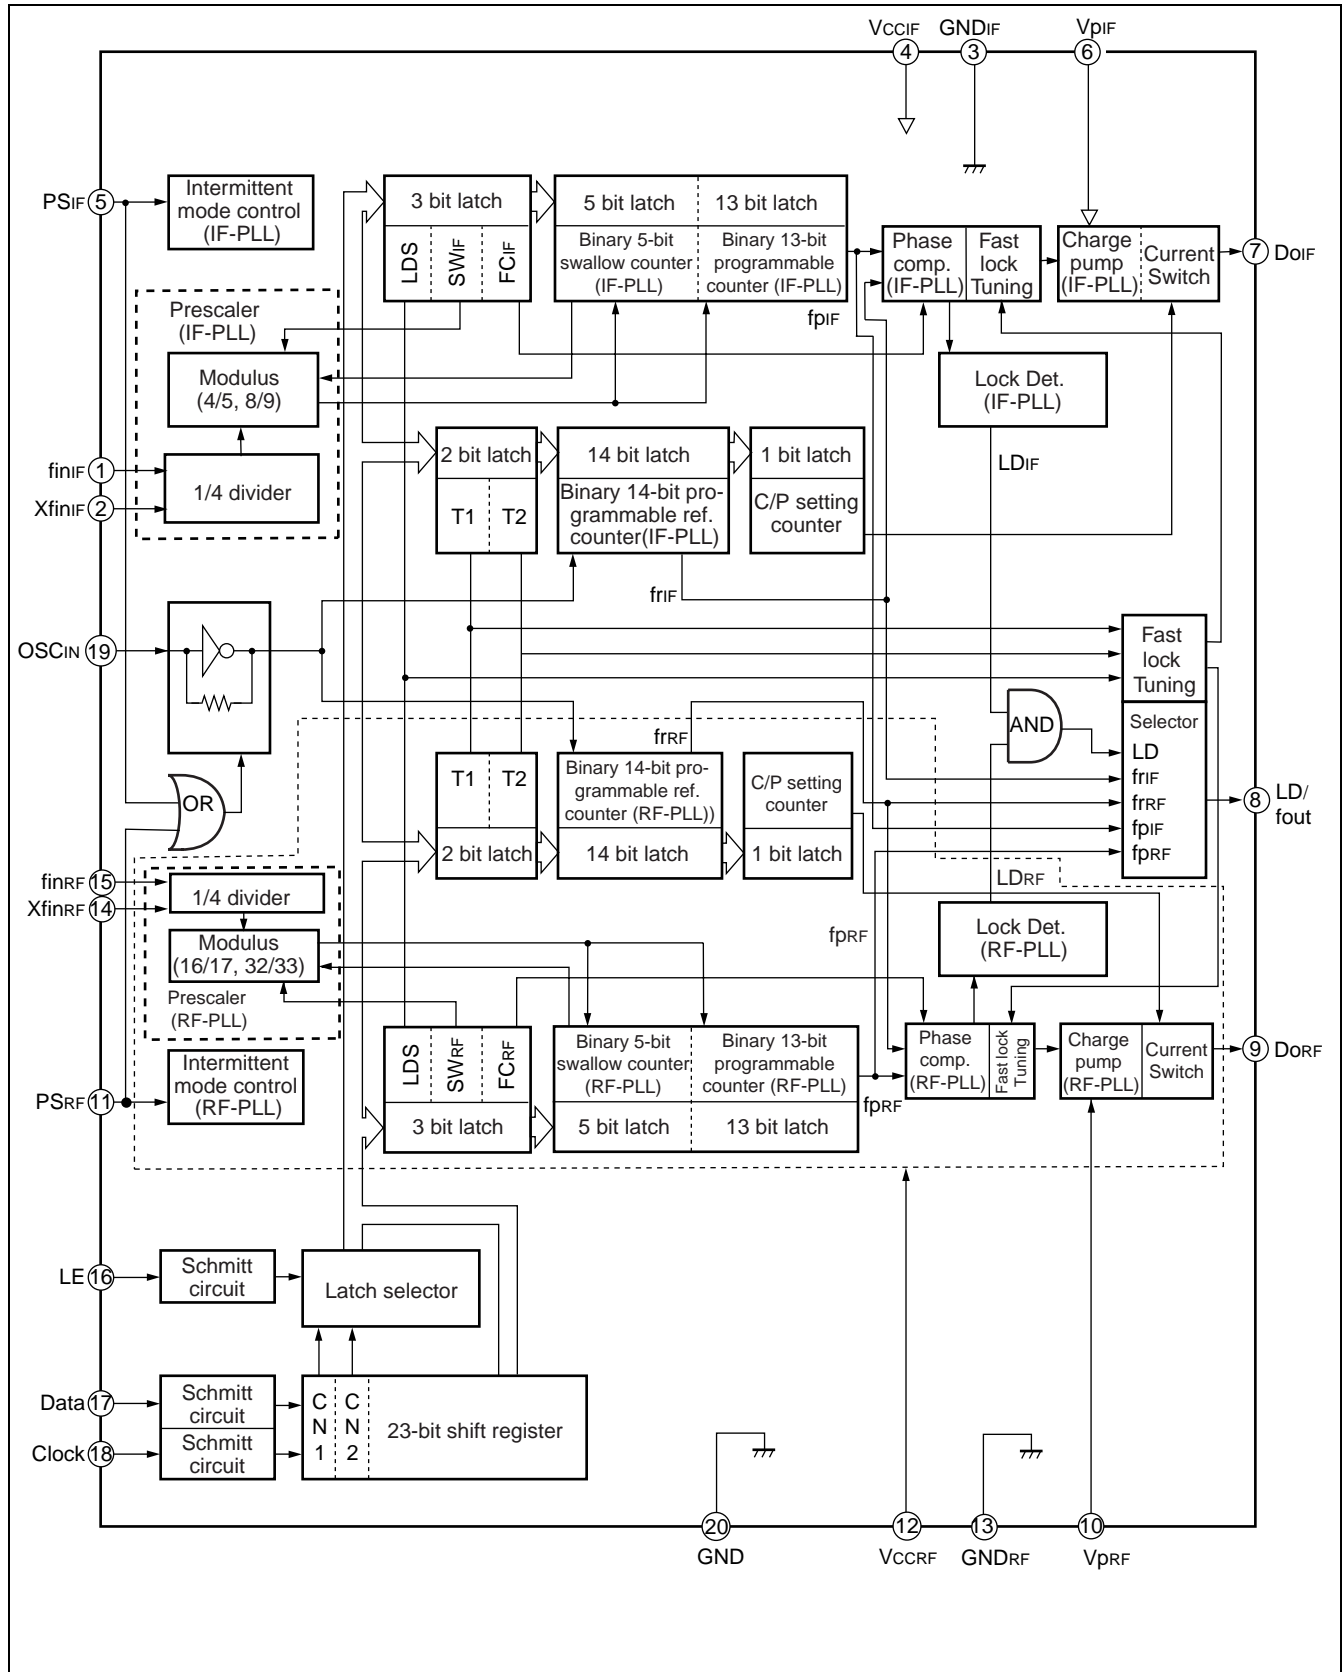 VCCIF GNDIF VpIF
4 3 6
PSIF 5
Intermittent
mode control
(IF-PLL)
3 bit latch
LDS
SWIF
FCIF
5 bit latch
13 bit latch
Binary 5-bit
swallow counter
(IF-PLL)
Binary 13-bit
programmable
counter (IF-PLL)
Phase
comp.
(IF-PLL)
Fast
lock
Tuning
Charge
pump
(IF-PLL)
Current
Switch
7 DoIF
fpIF
Prescaler
(IF-PLL)
Modulus
(4/5, 8/9)
Lock Det.
(IF-PLL)
LDIF
finIF 1
XfinIF 2
1/4 divider
2 bit latch
T1
T2
14 bit latch
Binary 14-bit pro-
grammable ref.
counter(IF-PLL)
1 bit latch
C/P setting
counter
frIF
OSCIN 19
Fast
lock
Tuning
AND
Selector
LD
frIF
frRF
fpIF
fpRF
8 LD/
fout
OR
frRF
T1
T2
2 bit latch
Binary 14-bit pro-
grammable ref.
counter (RF-PLL))
14 bit latch
C/P setting
counter
1 bit latch
LDRF
finRF 15
XfinRF 14
1/4 divider
Modulus
(16/17, 32/33)
Prescaler
(RF-PLL)
fpRF
Lock Det.
(RF-PLL)
PSRF 11
Intermittent
mode control
(RF-PLL)
LDS
SWRF
FCRF
3 bit latch
Binary 5-bit
swallow counter
(RF-PLL)
Binary 13-bit
programmable
counter (RF-PLL)
5 bit latch
13 bit latch
fpRF
Phase
comp.
(RF-PLL)
Fast lock
Tuning
Charge
pump
(RF-PLL)
Current
Switch
9 DoRF
LE 16
Schmitt
circuit
Latch selector
Data 17
Schmitt
circuit
Clock 18
Schmitt
circuit
C
N
1
C
N
2
23-bit shift register
20 12 13 10
GND VCCRF GNDRF VpRF